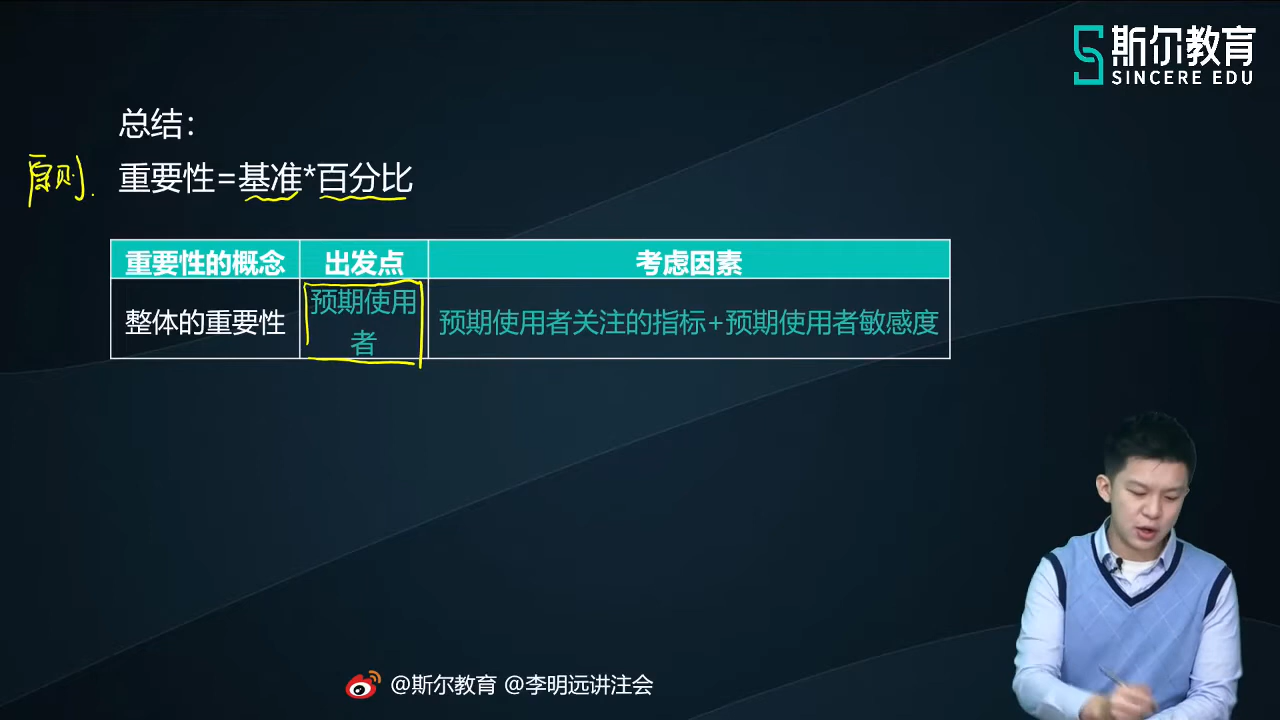 斯尔教育
SINCERE EDU
总结：
原则. 重要性=基准*百分比
重要性的概念 出发点 考虑因素
整体的重要性 预期使用者 预期使用者关注的指标+预期使用者敏感度
@斯尔教育 @李明远讲注会